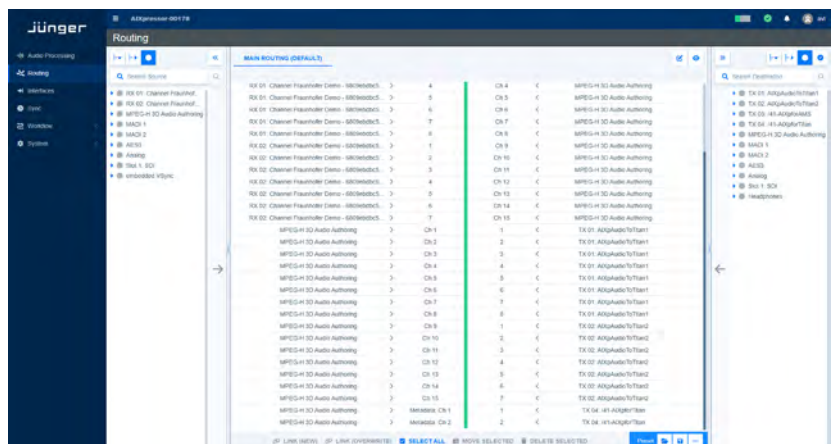 jünger
AIXpressor-00178
avl
Routing
Audio Processing
Routing
Interfaces
Sync
Workflow
System
Search Source
RX 01: Channel Fraunhof...
RX 02: Channel Fraunhof...
MPEG-H 3D Audio Authoring
MADI 1
MADI 2
AES3
Analog
Slot 1: SDI
embedded VSync
MAIN ROUTING (DEFAULT)
RX 01: Channel Fraunhofer Demo > 4 Ch 4 < MPEG-H 3D Audio Authoring
RX 01: Channel Fraunhofer Demo > 5 Ch 5 < MPEG-H 3D Audio Authoring
RX 01: Channel Fraunhofer Demo > 6 Ch 6 < MPEG-H 3D Audio Authoring
RX 01: Channel Fraunhofer Demo > 7 Ch 7 < MPEG-H 3D Audio Authoring
RX 01: Channel Fraunhofer Demo > 8 Ch 8 < MPEG-H 3D Audio Authoring
RX 02: Channel Fraunhofer Demo > 1 Ch 9 < MPEG-H 3D Audio Authoring
RX 02: Channel Fraunhofer Demo > 2 Ch 10 < MPEG-H 3D Audio Authoring
RX 02: Channel Fraunhofer Demo > 3 Ch 11 < MPEG-H 3D Audio Authoring
RX 02: Channel Fraunhofer Demo > 4 Ch 12 < MPEG-H 3D Audio Authoring
RX 02: Channel Fraunhofer Demo > 5 Ch 13 < MPEG-H 3D Audio Authoring
RX 02: Channel Fraunhofer Demo > 6 Ch 14 < MPEG-H 3D Audio Authoring
RX 02: Channel Fraunhofer Demo > 7 Ch 15 < MPEG-H 3D Audio Authoring
MPEG-H 3D Audio Authoring > Ch 1 1 < TX 01: AIXpAudioToTitan1
MPEG-H 3D Audio Authoring > Ch 2 2 < TX 01: AIXpAudioToTitan1
MPEG-H 3D Audio Authoring > Ch 3 3 < TX 01: AIXpAudioToTitan1
MPEG-H 3D Audio Authoring > Ch 4 4 < TX 01: AIXpAudioToTitan1
MPEG-H 3D Audio Authoring > Ch 5 5 < TX 01: AIXpAudioToTitan1
MPEG-H 3D Audio Authoring > Ch 6 6 < TX 01: AIXpAudioToTitan1
MPEG-H 3D Audio Authoring > Ch 7 7 < TX 01: AIXpAudioToTitan1
MPEG-H 3D Audio Authoring > Ch 8 8 < TX 01: AIXpAudioToTitan1
MPEG-H 3D Audio Authoring > Ch 9 1 < TX 02: AIXpAudioToTitan2
MPEG-H 3D Audio Authoring > Ch 10 2 < TX 02: AIXpAudioToTitan2
MPEG-H 3D Audio Authoring > Ch 11 3 < TX 02: AIXpAudioToTitan2
MPEG-H 3D Audio Authoring > Ch 12 4 < TX 02: AIXpAudioToTitan2
MPEG-H 3D Audio Authoring > Ch 13 5 < TX 02: AIXpAudioToTitan2
MPEG-H 3D Audio Authoring > Ch 14 6 < TX 02: AIXpAudioToTitan2
MPEG-H 3D Audio Authoring > Ch 15 7 < TX 02: AIXpAudioToTitan2
MPEG-H 3D Audio Authoring > Metadata: Ch 1 1 < TX 04: /41-AIXpforTitan
MPEG-H 3D Audio Authoring > Metadata: Ch 2 2 < TX 04: /41-AIXpforTitan
LINK (NEW) LINK (OVERWRITE) SELECT ALL MOVE SELECTED DELETE SELECTED Preset
Search Destination
TX 01: AIXpAudioToTitan1
TX 02: AIXpAudioToTitan2
TX 03: /41-AIXpforAMS
TX 04: /41-AIXpforTitan
MPEG-H 3D Audio Authoring
MADI 1
MADI 2
AES3
Analog
Slot 1: SDI
Headphones